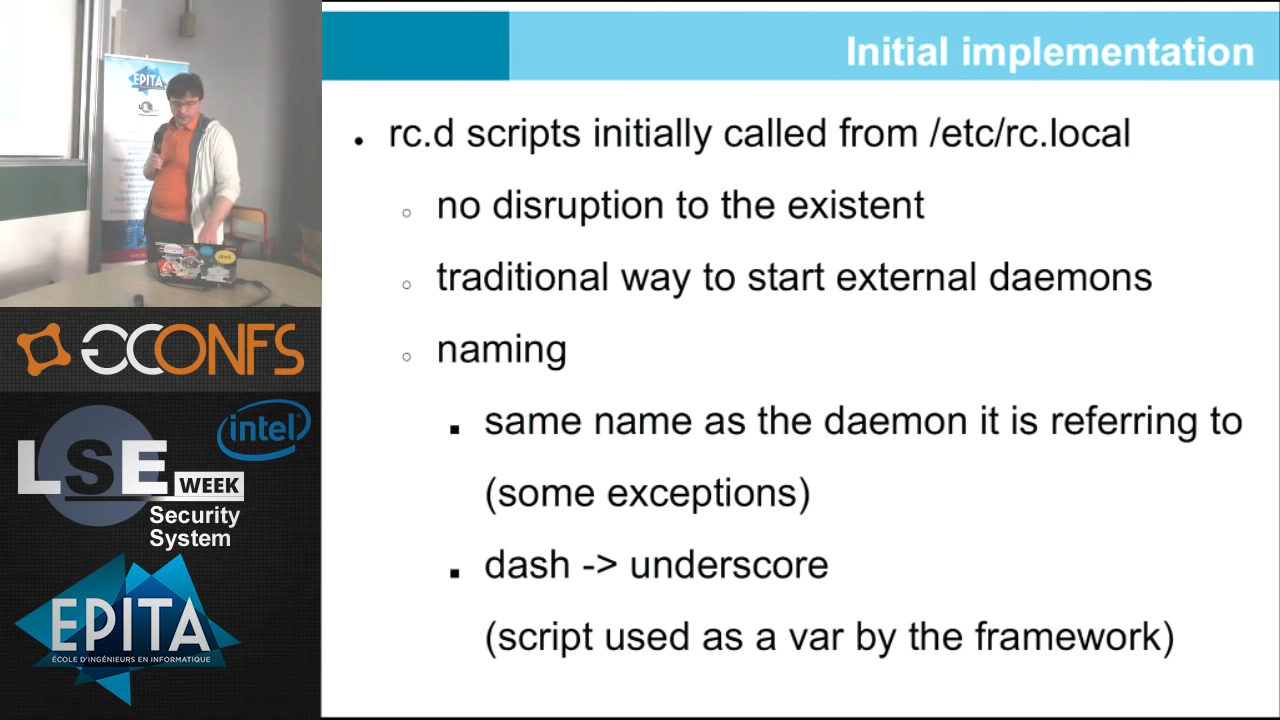 Initial implementation
rc.d scripts initially called from /etc/rc.local
no disruption to the existent
traditional way to start external daemons
naming
same name as the daemon it is referring to
(some exceptions)
dash -> underscore
(script used as a var by the framework)
EPITA
GCONFS
intel
LSE
WEEK
Security
System
EPITA
ÉCOLE D'INGÉNIEURS EN INFORMATIQUE